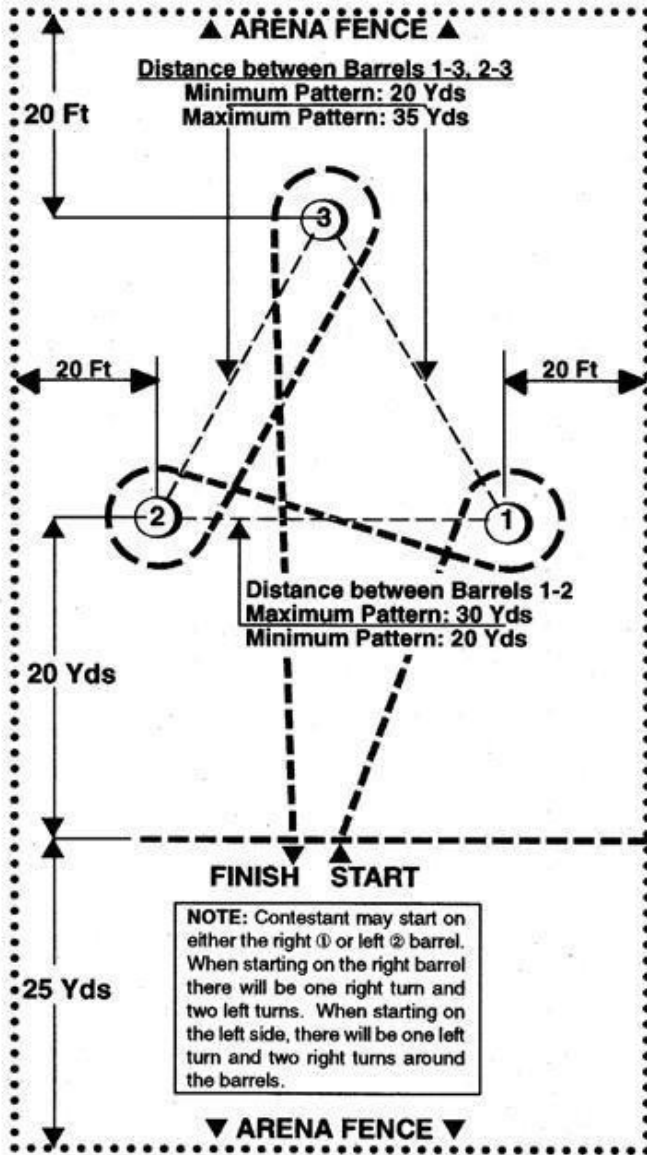 ▲ ARENA FENCE ▲
Distance between Barrels 1-3, 2-3
Minimum Pattern: 20 Yds
Maximum Pattern: 35 Yds
20 Ft
3
20 Ft
20 Ft
2
1
Distance between Barrels 1-2
Maximum Pattern: 30 Yds
Minimum Pattern: 20 Yds
20 Yds
FINISH START
NOTE: Contestant may start on
either the right ① or left ② barrel.
When starting on the right barrel
there will be one right turn and
two left turns. When starting on
the left side, there will be one left
turn and two right turns around
the barrels.
25 Yds
▼ ARENA FENCE ▼